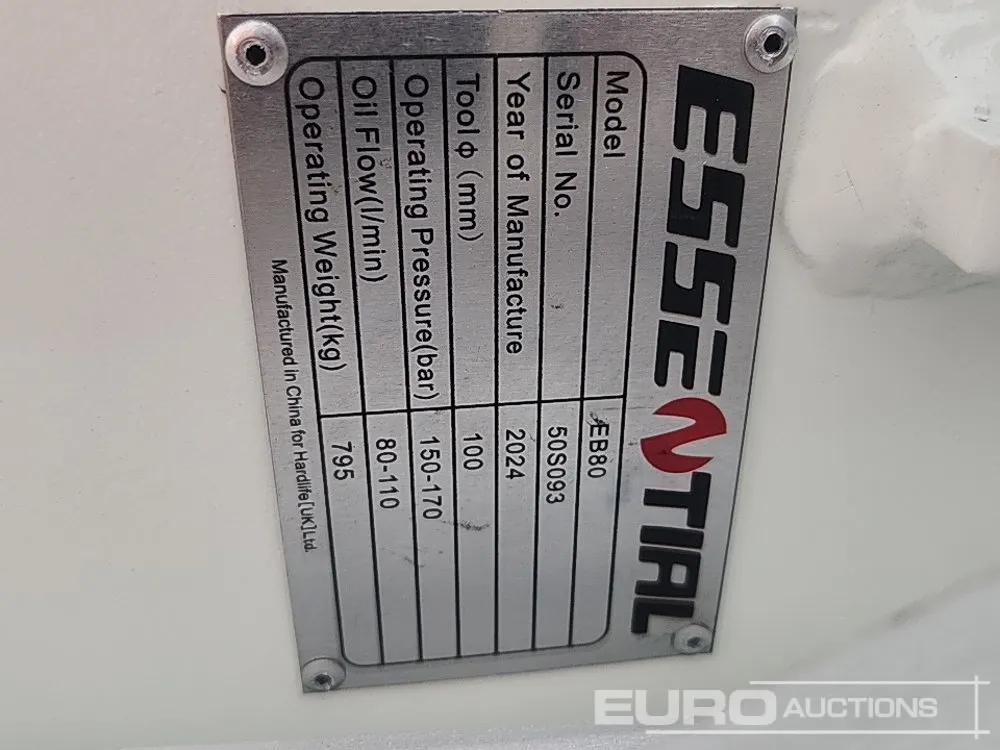 ESSENTIAL
Model EB80
Serial No. 50S093
Year of Manufacture 2024
Tool ф (mm) 100
Operating Pressure(bar) 150-170
Oil Flow(l/min) 80-110
Operating Weight(kg) 795
Manufactured in China for Hardlife[UK]Ltd.
EURO AUCTIONS